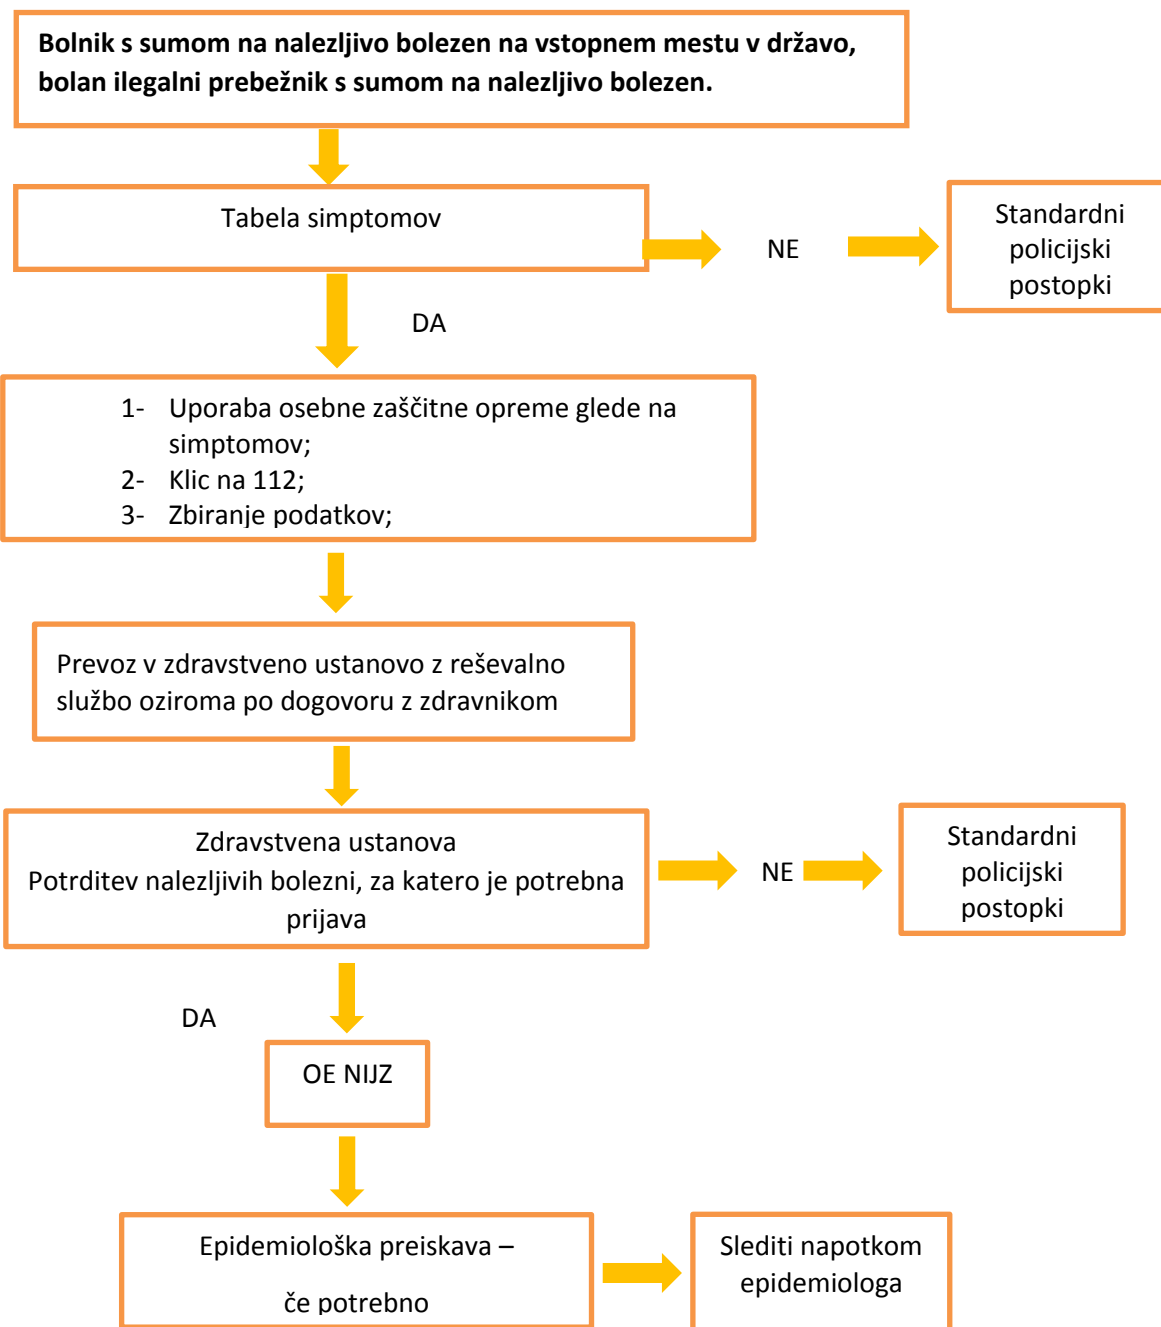 Bolnik s sumom na nalezljivo bolezen na vstopnem mestu v državo,
bolan ilegalni prebežnik s sumom na nalezljivo bolezen.
Tabela simptomov
NE
Standardni
policijski
postopki
DA
1- Uporaba osebne zaščitne opreme glede na
simptomov;
2- Klic na 112;
3- Zbiranje podatkov;
Prevoz v zdravstveno ustanovo z reševalno
službo oziroma po dogovoru z zdravnikom
Zdravstvena ustanova
Potrditev nalezljivih bolezni, za katero je potrebna
prijava
NE
Standardni
policijski
postopki
DA
OE NIJZ
Epidemiološka preiskava –
če potrebno
Slediti napotkom
epidemiologa